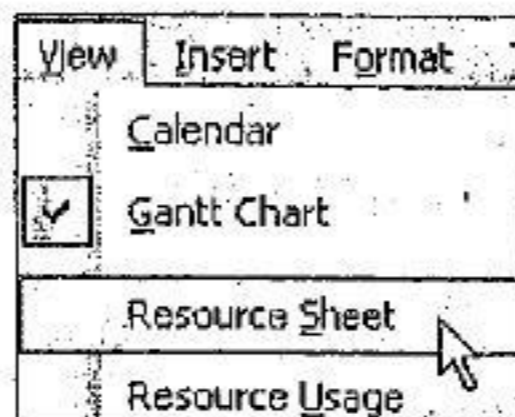 View Insert Format
Calendar
Gantt Chart
Resource Sheet
Resource Usage